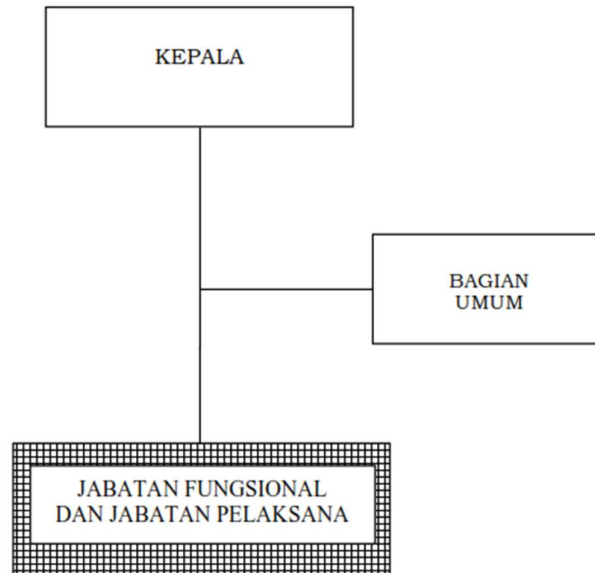 KEPALA
BAGIAN
UMUM
JABATAN FUNGSIONAL
DAN JABATAN PELAKSANA